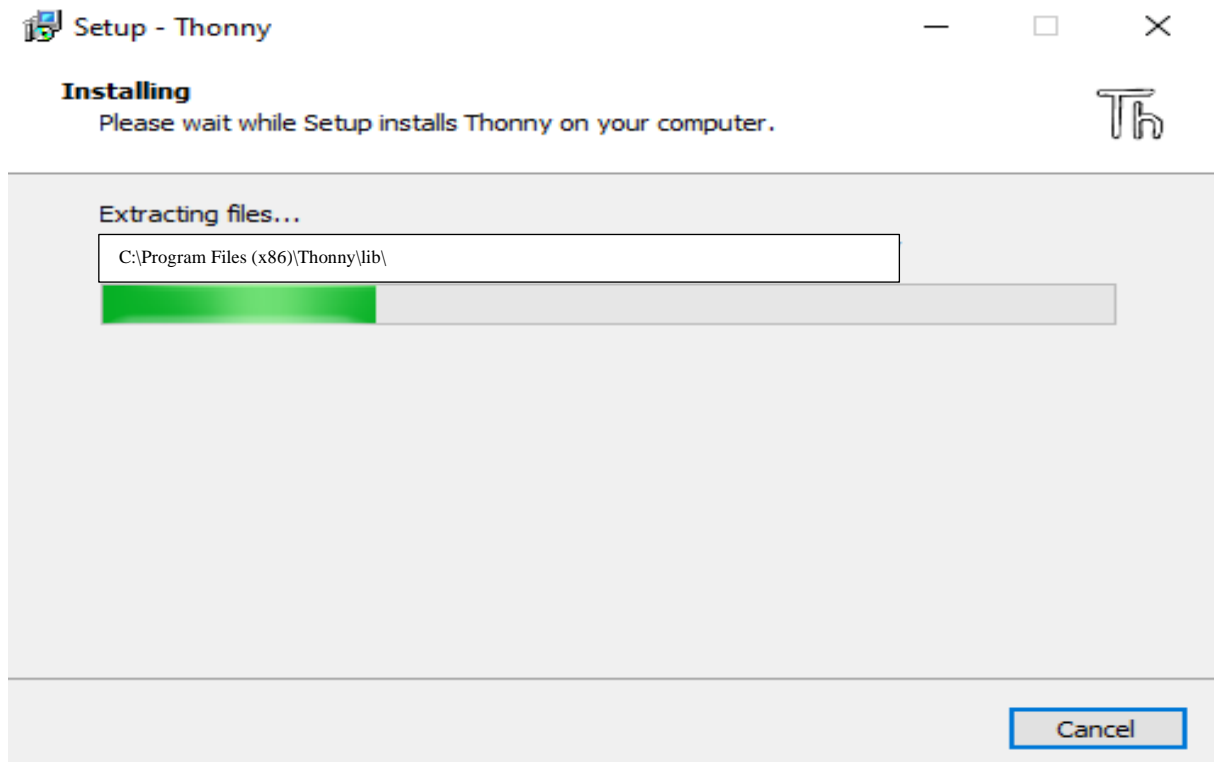 Setup - Thonny
Installing
Please wait while Setup installs Thonny on your computer.
Th
Extracting files...
C:\Program Files (x86)\Thonny\lib\
Cancel